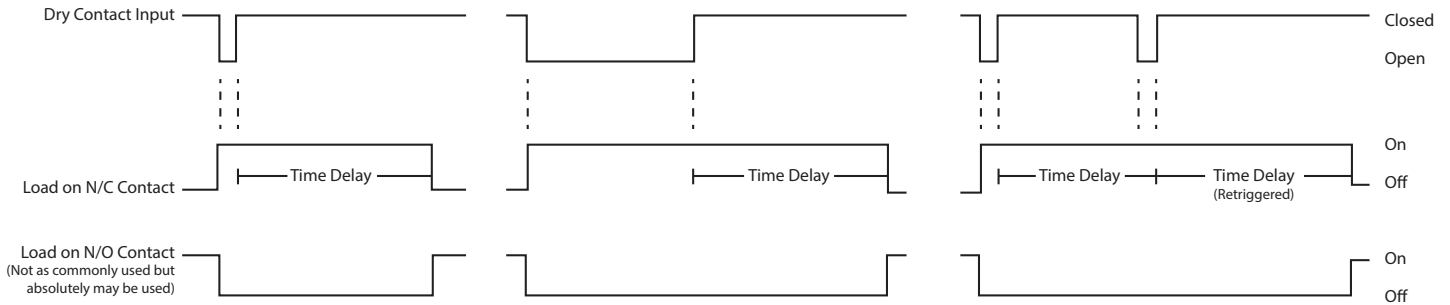 Dry Contact Input
Closed
Open
On
Load on N/C Contact
Time Delay
Time Delay
Time Delay
Time Delay
(Retriggered)
Off
Load on N/O Contact
(Not as commonly used but
absolutely may be used)
On
Off